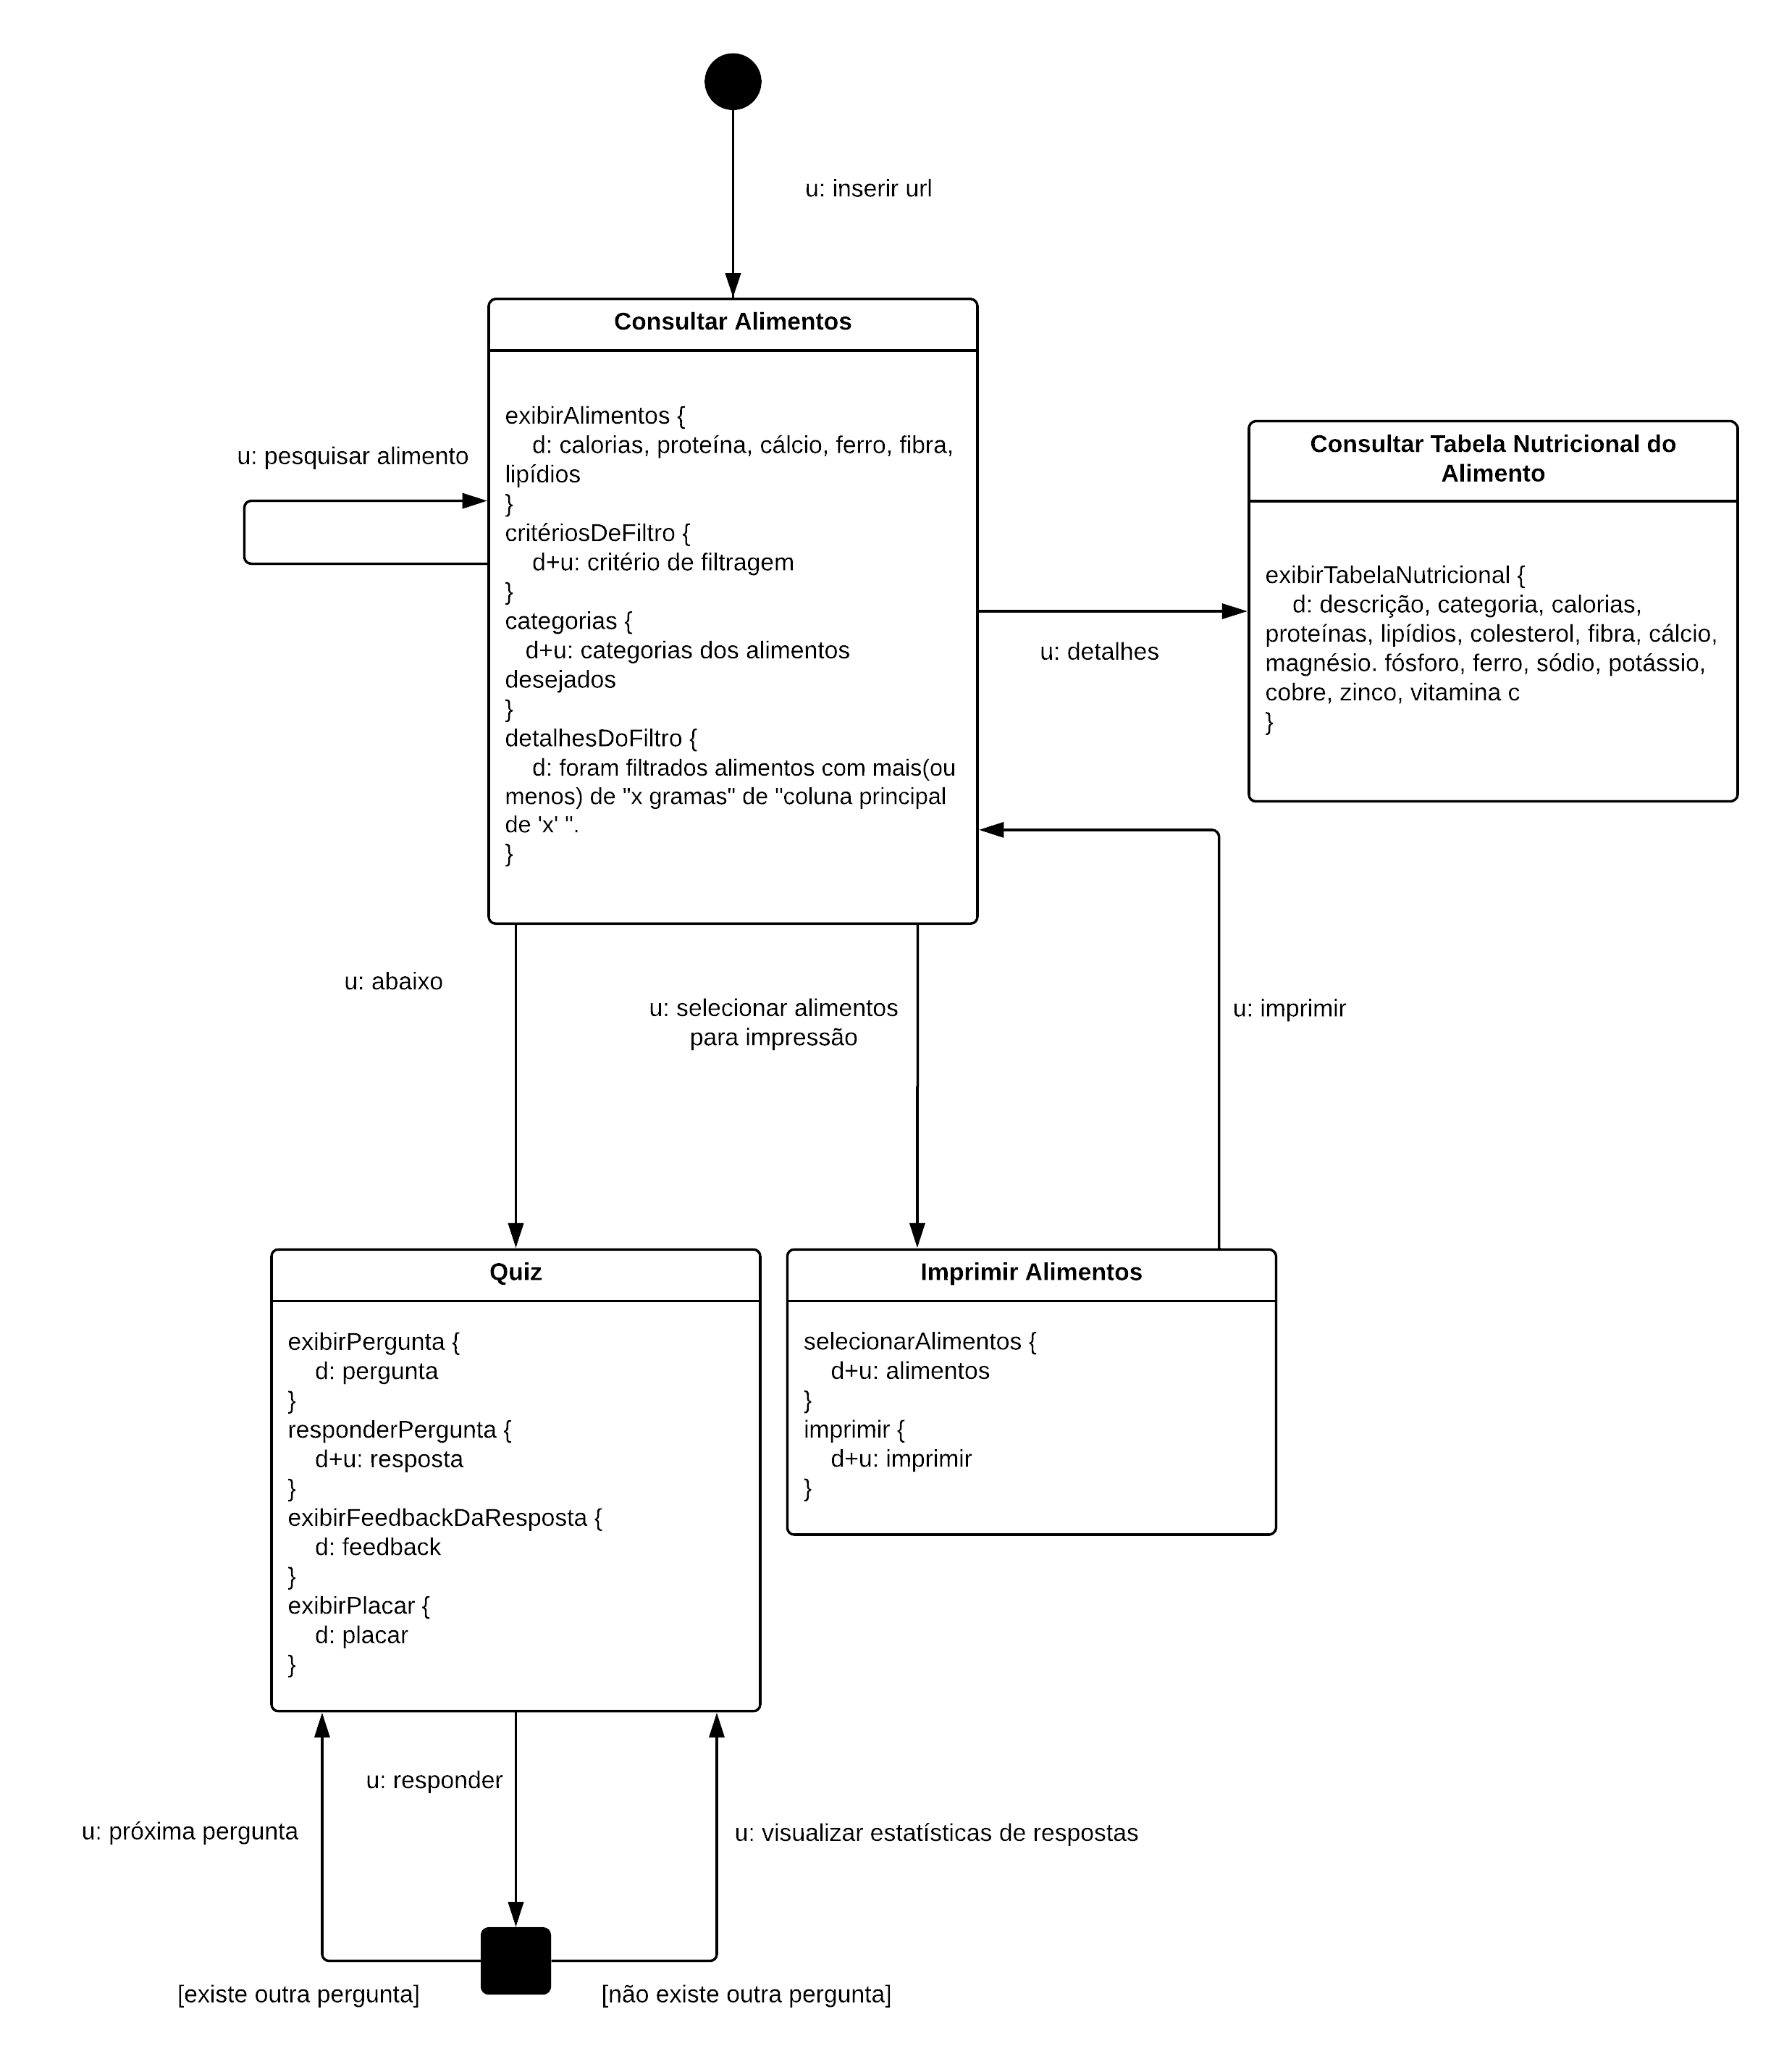 u: inserir url
Consultar Alimentos
exibirAlimentos {
d: calorias, proteína, cálcio, ferro, fibra,
lipídios
}
critériosDeFiltro {
d+u: critério de filtragem
}
categorias {
d+u: categorias dos alimentos
desejados
}
detalhesDoFiltro {
d: foram filtrados alimentos com mais(ou
menos) de "x gramas" de "coluna principal
de 'x' ".
}
u: pesquisar alimento
u: detalhes
Consultar Tabela Nutricional do
Alimento
exibirTabelaNutricional {
d: descrição, categoria, calorias,
proteínas, lipídios, colesterol, fibra, cálcio,
magnésio. fósforo, ferro, sódio, potássio,
cobre, zinco, vitamina c
}
u: abaixo
u: selecionar alimentos
para impressão
u: imprimir
Quiz
exibirPergunta {
d: pergunta
}
responderPergunta {
d+u: resposta
}
exibirFeedbackDaResposta {
d: feedback
}
exibirPlacar {
d: placar
}
Imprimir Alimentos
selecionarAlimentos {
d+u: alimentos
}
imprimir {
d+u: imprimir
}
u: responder
u: próxima pergunta
u: visualizar estatísticas de respostas
[existe outra pergunta]
[não existe outra pergunta]